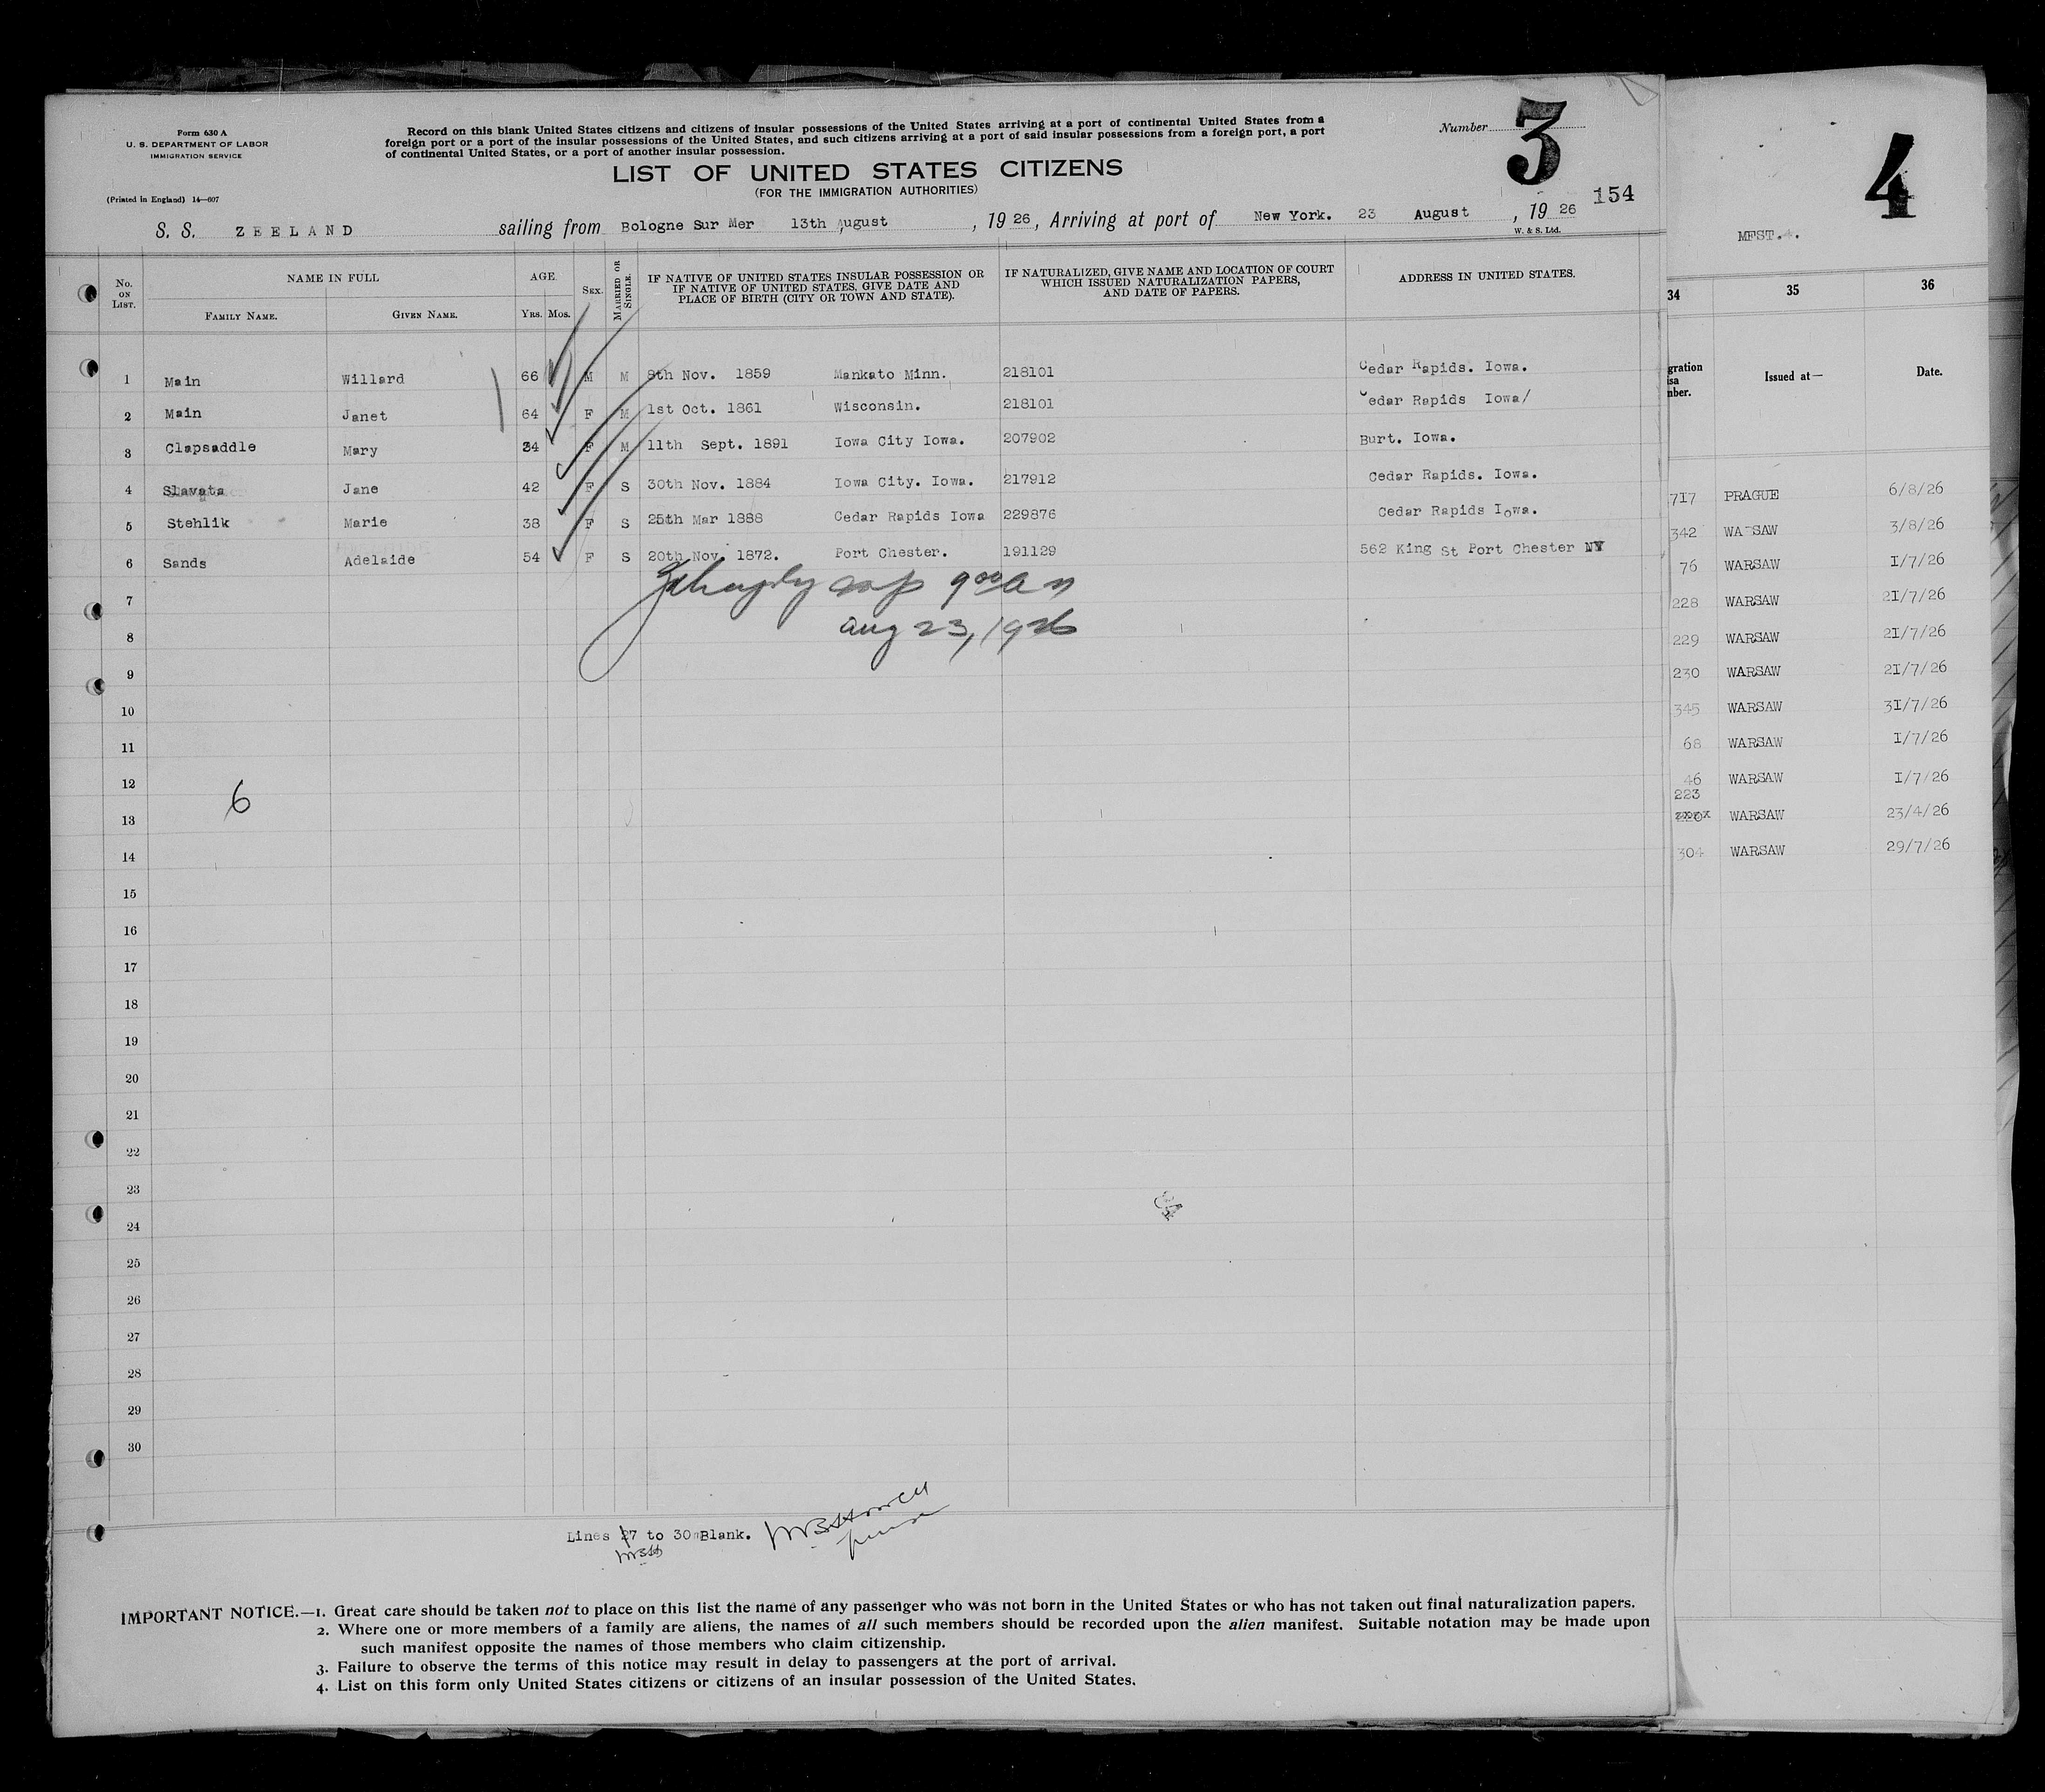 Form 630 A
U. S. DEPARTMENT OF LABOR
IMMIGRATION SERVICE
(Printed in England) 14—607
Record on this blank United States citizens and citizens of insular possessions of the United States arriving at a port of continental United States from a
foreign port or a port of the insular possessions of the United States, and such citizens arriving at a port of said insular possessions from a foreign port, a port
of continental United States, or a port of another insular possession.
Number 3
LIST OF UNITED STATES CITIZENS
(FOR THE IMMIGRATION AUTHORITIES)
154
S. S. ZEELAND sailing from Bologne Sur Mer 13th August , 19 26 , Arriving at port of New York. 23 August , 19 26
W. & S. Ltd.
No. ON LIST. NAME IN FULL AGE SEX. MARRIED OR SINGLE. IF NATIVE OF UNITED STATES INSULAR POSSESSION OR IF NATIVE OF UNITED STATES, GIVE DATE AND PLACE OF BIRTH (CITY OR TOWN AND STATE). IF NATURALIZED, GIVE NAME AND LOCATION OF COURT WHICH ISSUED NATURALIZATION PAPERS, AND DATE OF PAPERS. ADDRESS IN UNITED STATES.
FAMILY NAME. GIVEN NAME. Yrs. Mos.
1 Main Willard 66 M M 8th Nov. 1859 Mankato Minn. 218101 Cedar Rapids. Iowa.
2 Main Janet 64 F M 1st Oct. 1861 Wisconsin. 218101 Cedar Rapids Iowa/
3 Clapsaddle Mary 34 F M 11th Sept. 1891 Iowa City Iowa. 207902 Burt. Iowa.
4 Slavata Jane 42 F S 30th Nov. 1884 Iowa City. Iowa. 217912 Cedar Rapids. Iowa.
5 Stehlik Marie 38 F S 25th Mar 1888 Cedar Rapids Iowa 229876 Cedar Rapids Iowa.
6 Sands Adelaide 54 F S 20th Nov. 1872. Port Chester. 191129 562 King St Port Chester NY
9 00 a m
7
aug 23, 1926
8
9
10
11
12
6
13
14
15
16
17
18
19
20
21
22
23
34
24
25
26
27
28
29
30
Lines 7 to 30 Blank.
IMPORTANT NOTICE.—1. Great care should be taken not to place on this list the name of any passenger who was not born in the United States or who has not taken out final naturalization papers.
2. Where one or more members of a family are aliens, the names of all such members should be recorded upon the alien manifest. Suitable notation may be made upon
such manifest opposite the names of those members who claim citizenship.
3. Failure to observe the terms of this notice may result in delay to passengers at the port of arrival.
4. List on this form only United States citizens or citizens of an insular possession of the United States.
4
MFST. 4.
34 35 36
gration
sa
nber.
Issued at— Date.
717 PRAGUE 6/8/26
342 WARSAW 3/8/26
76 WARSAW I/7/26
228 WARSAW 2I/7/26
229 WARSAW 2I/7/26
230 WARSAW 2I/7/26
345 WARSAW 3I/7/26
68 WARSAW I/7/26
46 WARSAW I/7/26
223
WARSAW 23/4/26
304 WARSAW 29/7/26